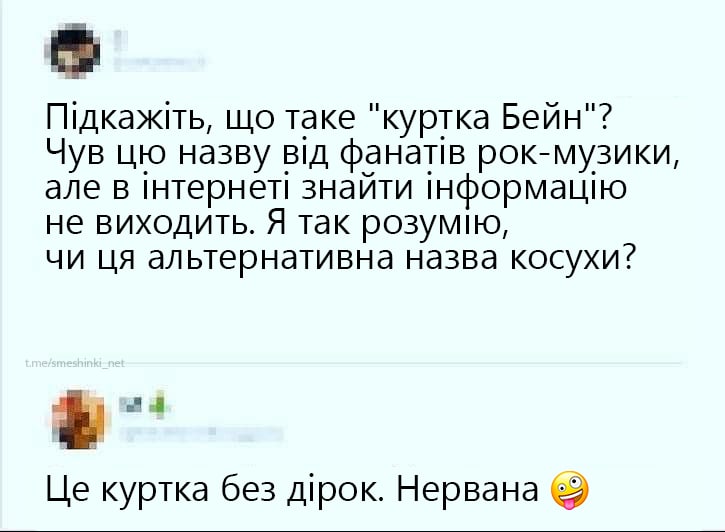 Підкажіть, що таке "куртка Бейн"?
Чув цю назву від фанатів рок-музики,
але в інтернеті знайти інформацію
не виходить. Я так розумію,
чи ця альтернативна назва косухи?
t.me/smeshinki_net
Це куртка без дірок. Нервана 🤪